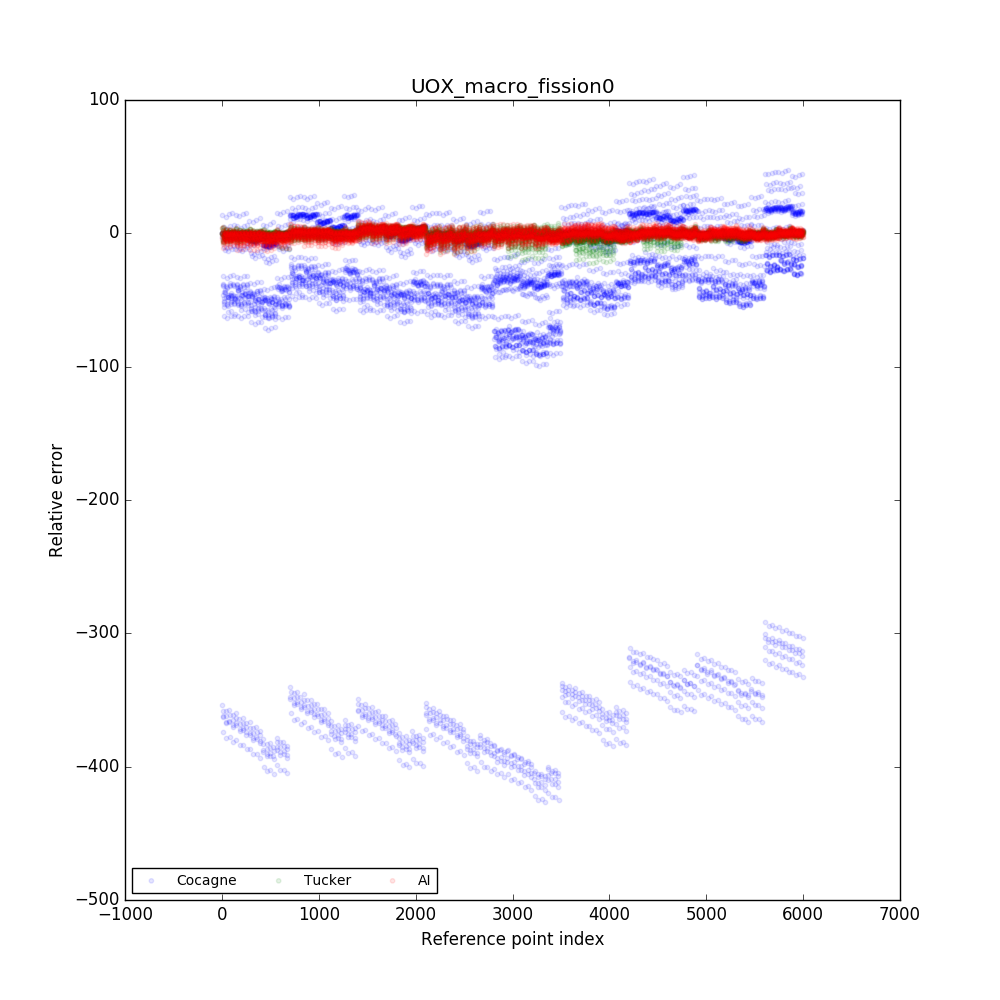 UOX_macro_fission0
100
0
−100
−200
−300
−400
−500
Relative error
−1000 0 1000 2000 3000 4000 5000 6000 7000
Reference point index
Cocagne Tucker AI